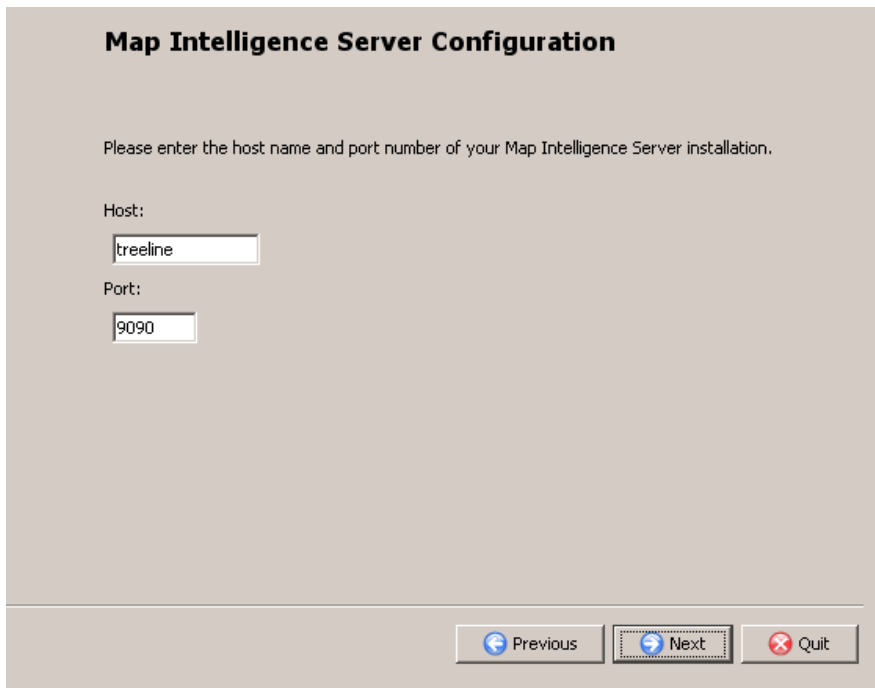 Map Intelligence Server Configuration
Please enter the host name and port number of your Map Intelligence Server installation.
Host:
treeline
Port:
9090
Previous Next Quit